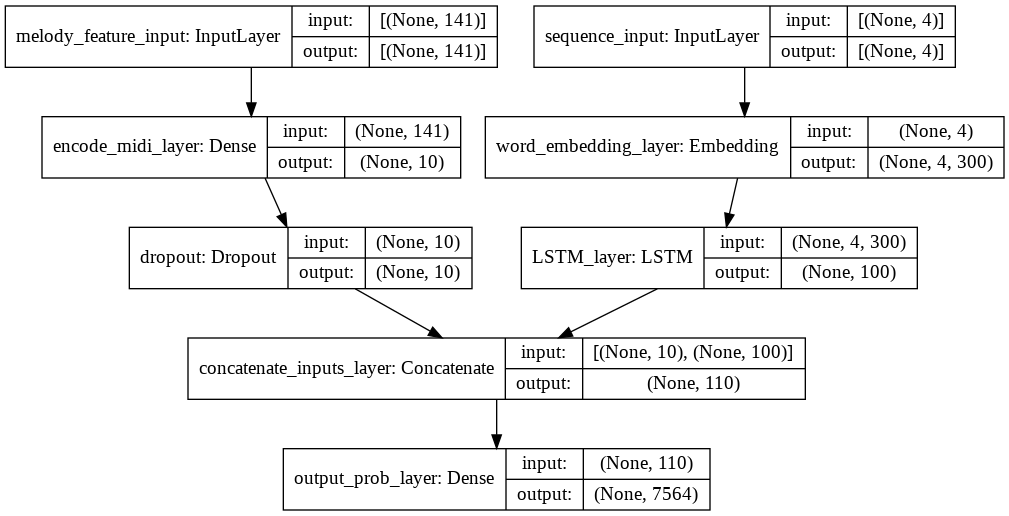 melody_feature_input: InputLayer
input:
[(None, 141)]
output:
[(None, 141)]
sequence_input: InputLayer
input:
[(None, 4)]
output:
[(None, 4)]
encode_midi_layer: Dense
input:
(None, 141)
output:
(None, 10)
word_embedding_layer: Embedding
input:
(None, 4)
output:
(None, 4, 300)
dropout: Dropout
input:
(None, 10)
output:
(None, 10)
LSTM_layer: LSTM
input:
(None, 4, 300)
output:
(None, 100)
concatenate_inputs_layer: Concatenate
input:
[(None, 10), (None, 100)]
output:
(None, 110)
output_prob_layer: Dense
input:
(None, 110)
output:
(None, 7564)